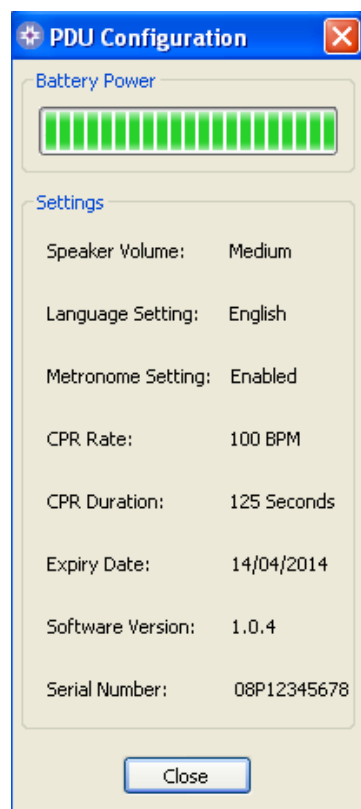 PDU Configuration
Battery Power
Settings
Speaker Volume: Medium
Language Setting: English
Metronome Setting: Enabled
CPR Rate: 100 BPM
CPR Duration: 125 Seconds
Expiry Date: 14/04/2014
Software Version: 1.0.4
Serial Number: 08P12345678
Close